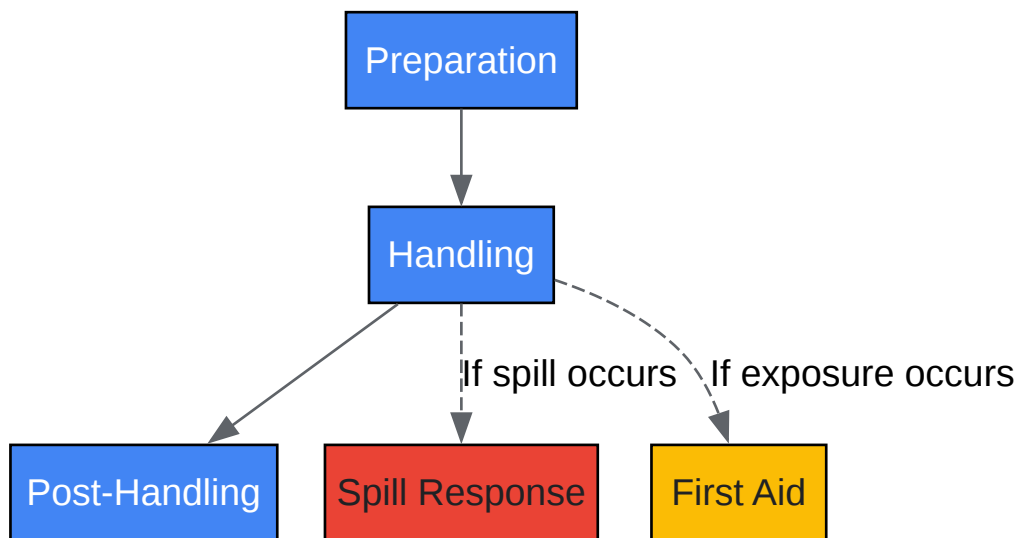 Preparation
Handling
If spill occurs
If exposure occurs
Post-Handling
Spill Response
First Aid